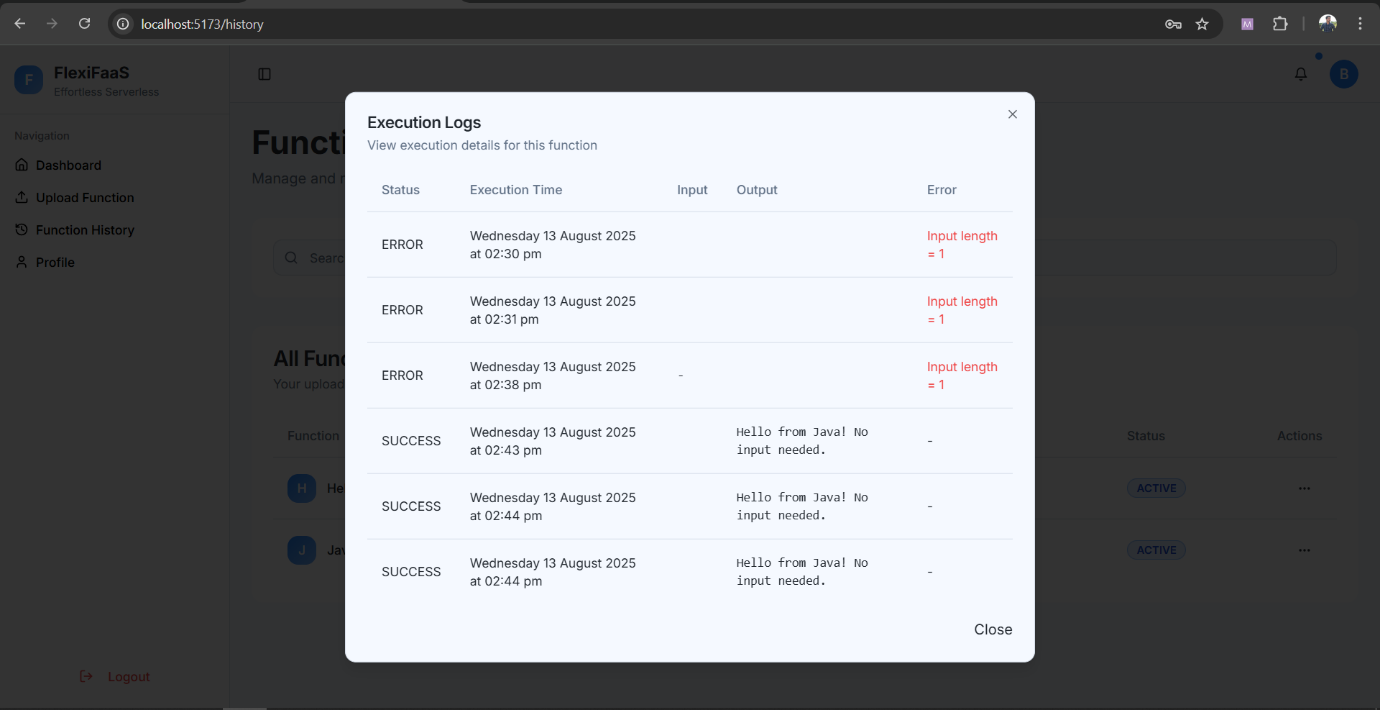 localhost:5173/history
M
F
FlexiFaaS
Effortless Serverless
B
Navigation
Dashboard
Upload Function
Function History
Profile
Logout
Functi
Manage and
Searc
All Func
Your upload
Function
Status
Actions
H
He
ACTIVE
J
Jav
ACTIVE
Execution Logs
View execution details for this function
Status Execution Time Input Output Error
ERROR
Wednesday 13 August 2025
at 02:30 pm
Input length
= 1
ERROR
Wednesday 13 August 2025
at 02:31 pm
Input length
= 1
ERROR
Wednesday 13 August 2025
at 02:38 pm
-
Input length
= 1
SUCCESS
Wednesday 13 August 2025
at 02:43 pm
Hello from Java! No
input needed.
-
SUCCESS
Wednesday 13 August 2025
at 02:44 pm
Hello from Java! No
input needed.
-
SUCCESS
Wednesday 13 August 2025
at 02:44 pm
Hello from Java! No
input needed.
-
Close